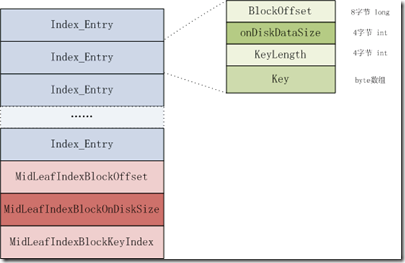 Index_Entry
Index_Entry
Index_Entry
······
Index_Entry
MidLeafIndexBlockOffset
MidLeafIndexBlockOnDiskSize
MidLeafIndexBlockKeyIndex
BlockOffset 8字节 long
onDiskDataSize 4字节 int
KeyLength 4字节 int
Key byte数组